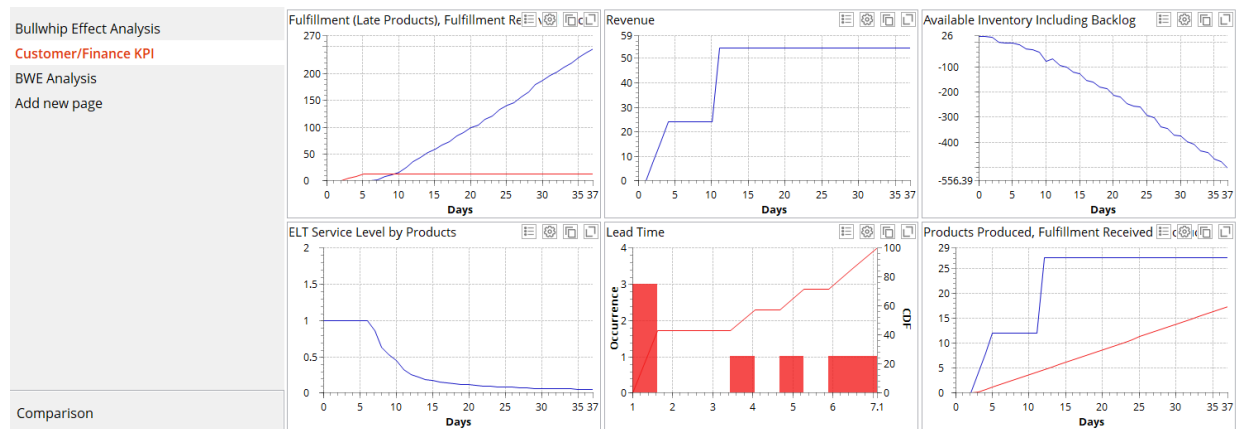 Bullwhip Effect Analysis
Customer/Finance KPI
BWE Analysis
Add new page
Comparison
Fulfillment (Late Products), Fulfillment
270
200
150
100
50
0
0 5 10 15 20 25 30 35 37
Days
Revenue
59
50
40
30
20
10
0
0 5 10 15 20 25 30 35 37
Days
Available Inventory Including Backlog
26
-100
-200
-300
-400
-556.39
0 5 10 15 20 25 30 35 37
Days
ELT Service Level by Products
2
1.5
1
0.5
0
0 5 10 15 20 25 30 35 37
Days
Lead Time
4
3
2
1
0
Occurrence
100
80
60
40
20
0
CDF
1 2 3 4 5 6 7.1
Products Produced, Fulfillment Received
29
25
20
15
10
5
0
0 5 10 15 20 25 30 35 37
Days